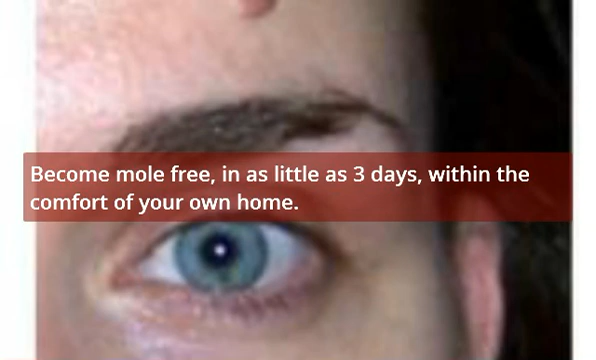 Become mole free, in as little as 3 days, within the
comfort of your own home.